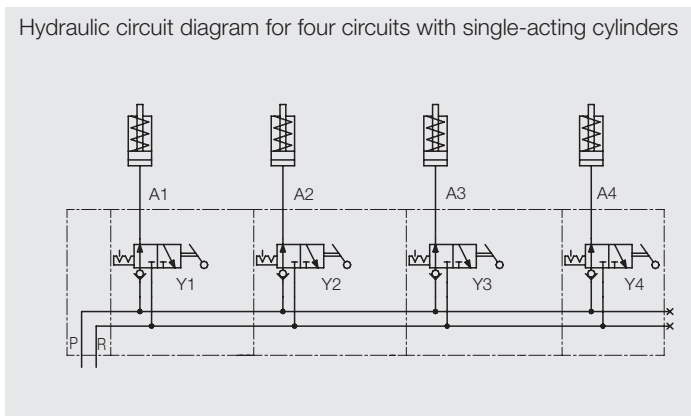 Hydraulic circuit diagram for four circuits with single-acting cylinders
A1 A2 A3 A4
Y1 Y2 Y3 Y4
P R